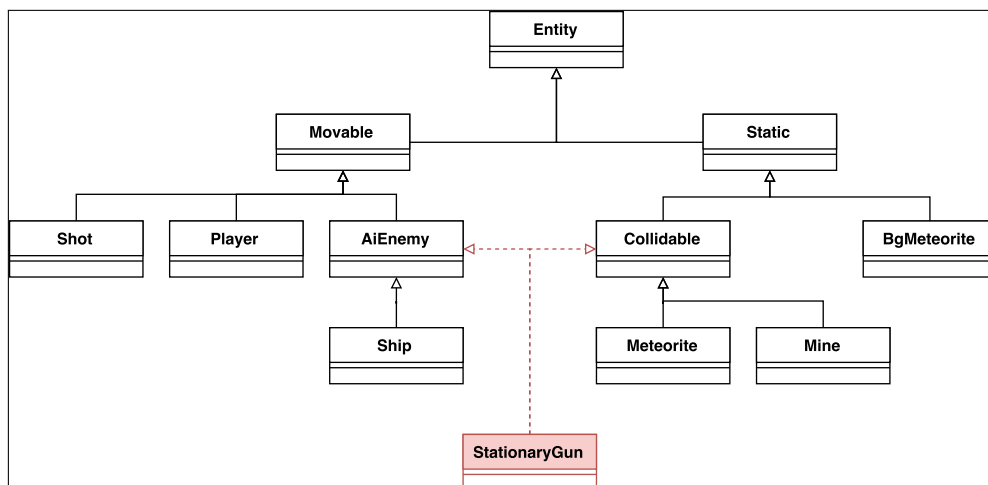 Entity
Movable
Static
Shot
Player
AiEnemy
Collidable
BgMeteorite
Ship
Meteorite
Mine
StationaryGun